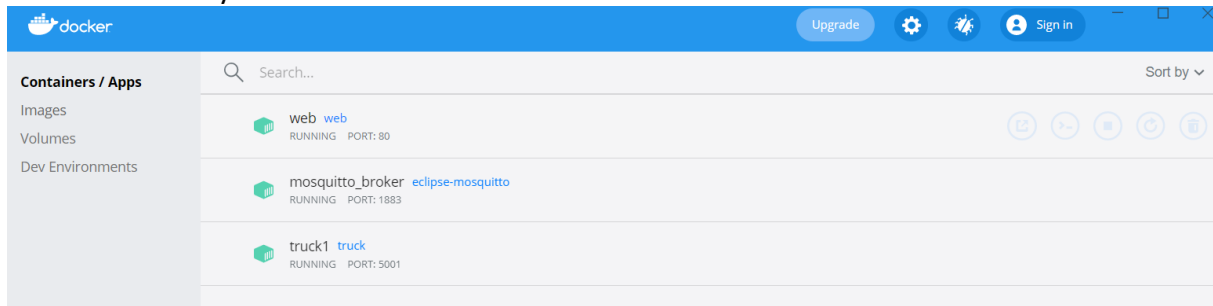 docker
Upgrade
Sign in
Containers / Apps
Images
Volumes
Dev Environments
Search...
Sort by
web web
RUNNING PORT: 80
mosquitto_broker eclipse-mosquitto
RUNNING PORT: 1883
truck1 truck
RUNNING PORT: 5001